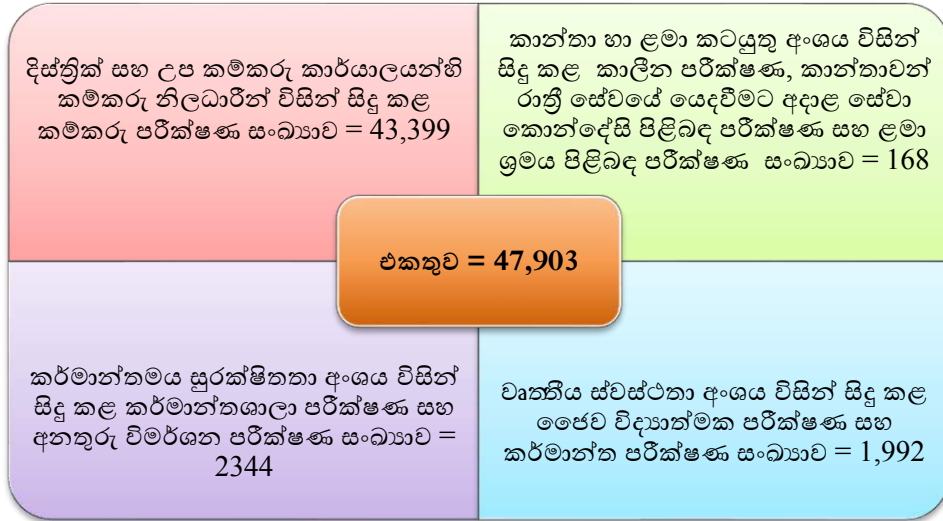 දිස්ත්‍රික් සහ උප කම්කරු කාර්යාලයන්හි
කම්කරු නිලධාරීන් විසින් සිදු කළ
කම්කරු පරීක්ෂණ සංඛ්‍යාව = 43,399
කාන්තා හා ළමා කටයුතු අංශය විසින්
සිදු කළ කාලීන පරීක්ෂණ, කාන්තාවන්
රාත්‍රී සේවයේ යෙදවීමට අදාළ සේවා
කොන්දේසි පිළිබඳ පරීක්ෂණ සහ ළමා
ශ්‍රමය පිළිබඳ පරීක්ෂණ සංඛ්‍යාව = 168
එකතුව = 47,903
කර්මාන්තමය සුරක්ෂිතතා අංශය විසින්
සිදු කළ කර්මාන්තශාලා පරීක්ෂණ සහ
අනතුරු විමර්ශන පරීක්ෂණ සංඛ්‍යාව =
2344
වෘත්තීය ස්වස්ථතා අංශය විසින් සිදු කළ
ජෛව විද්‍යාත්මක පරීක්ෂණ සහ
කර්මාන්ත පරීක්ෂණ සංඛ්‍යාව = 1,992